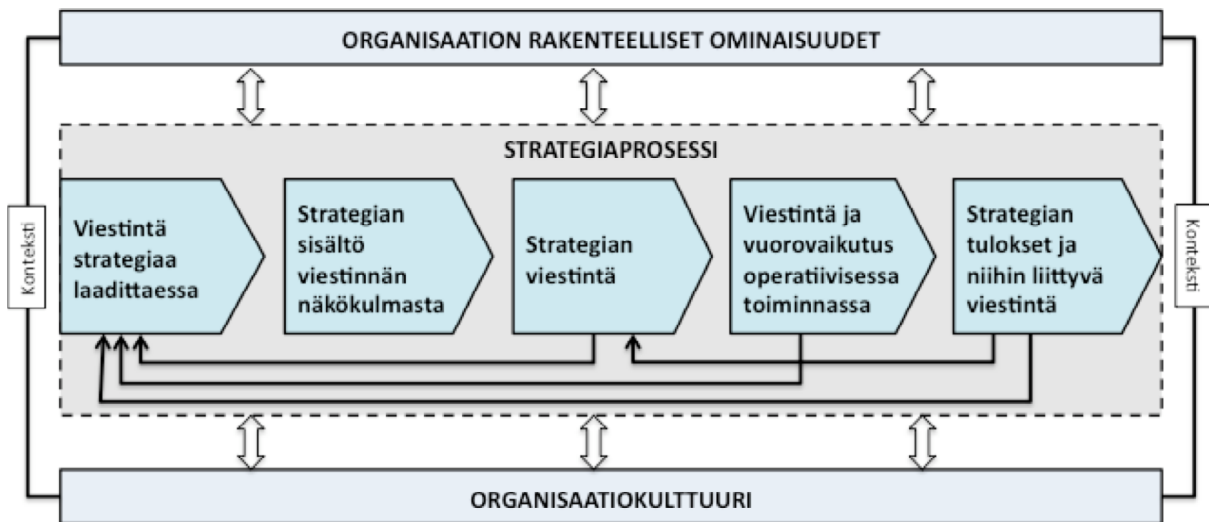 ORGANISAATION RAKENTEELLISET OMINAISUUDET
STRATEGIAPROSESSI
Konteksti
Viestintä
strategiaa
laadittaessa
Strategian
sisältö
viestinnän
näkökulmasta
Strategian
viestintä
Viestintä ja
vuorovaikutus
operatiivisessa
toiminnassa
Strategian
tulokset ja
niihin liittyvä
viestintä
Konteksti
ORGANISAATIOKULTTUURI